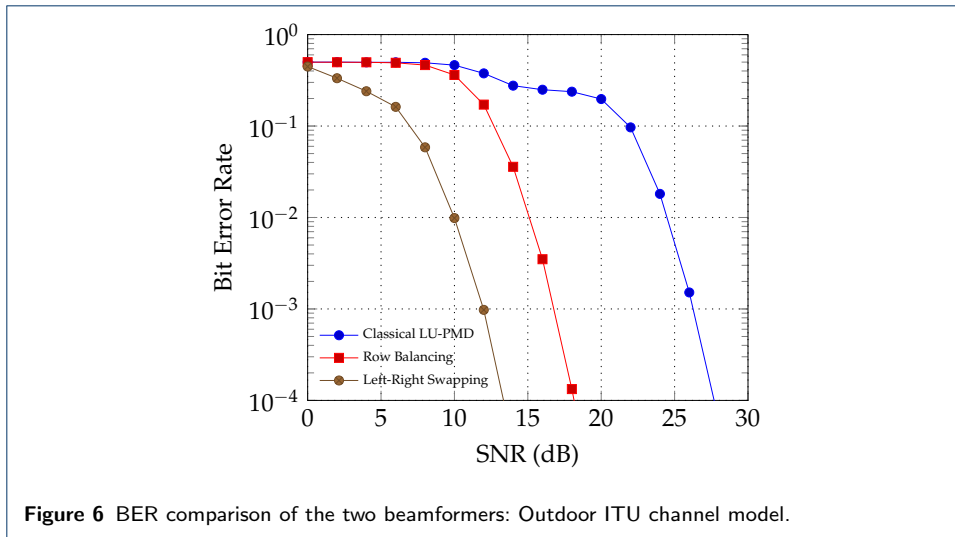 10^0
10^-1
10^-2
10^-3
10^-4
Bit Error Rate
Classical LU-PMD
Row Balancing
Left-Right Swapping
0 5 10 15 20 25 30
SNR (dB)
Figure 6 BER comparison of the two beamformers: Outdoor ITU channel model.